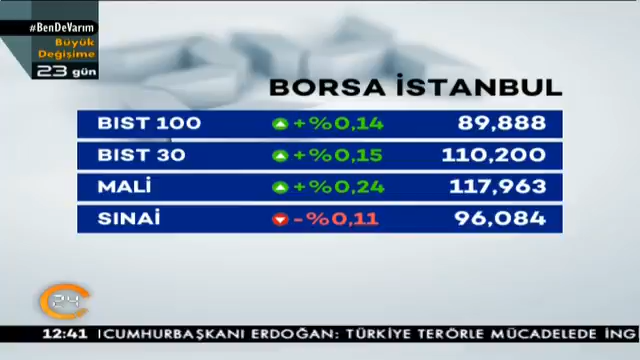 #BenDeVarım
Büyük
Değişime
23 gün
BORSA İSTANBUL
BIST 100 +%0,14 89,888
BIST 30 +%0,15 110,200
MALİ +%0,24 117,963
SINAİ -%0,11 96,084
24
12:41 CUMHURBAŞKANI ERDOĞAN: TÜRKİYE TERÖRLE MÜCADELEDE İNG